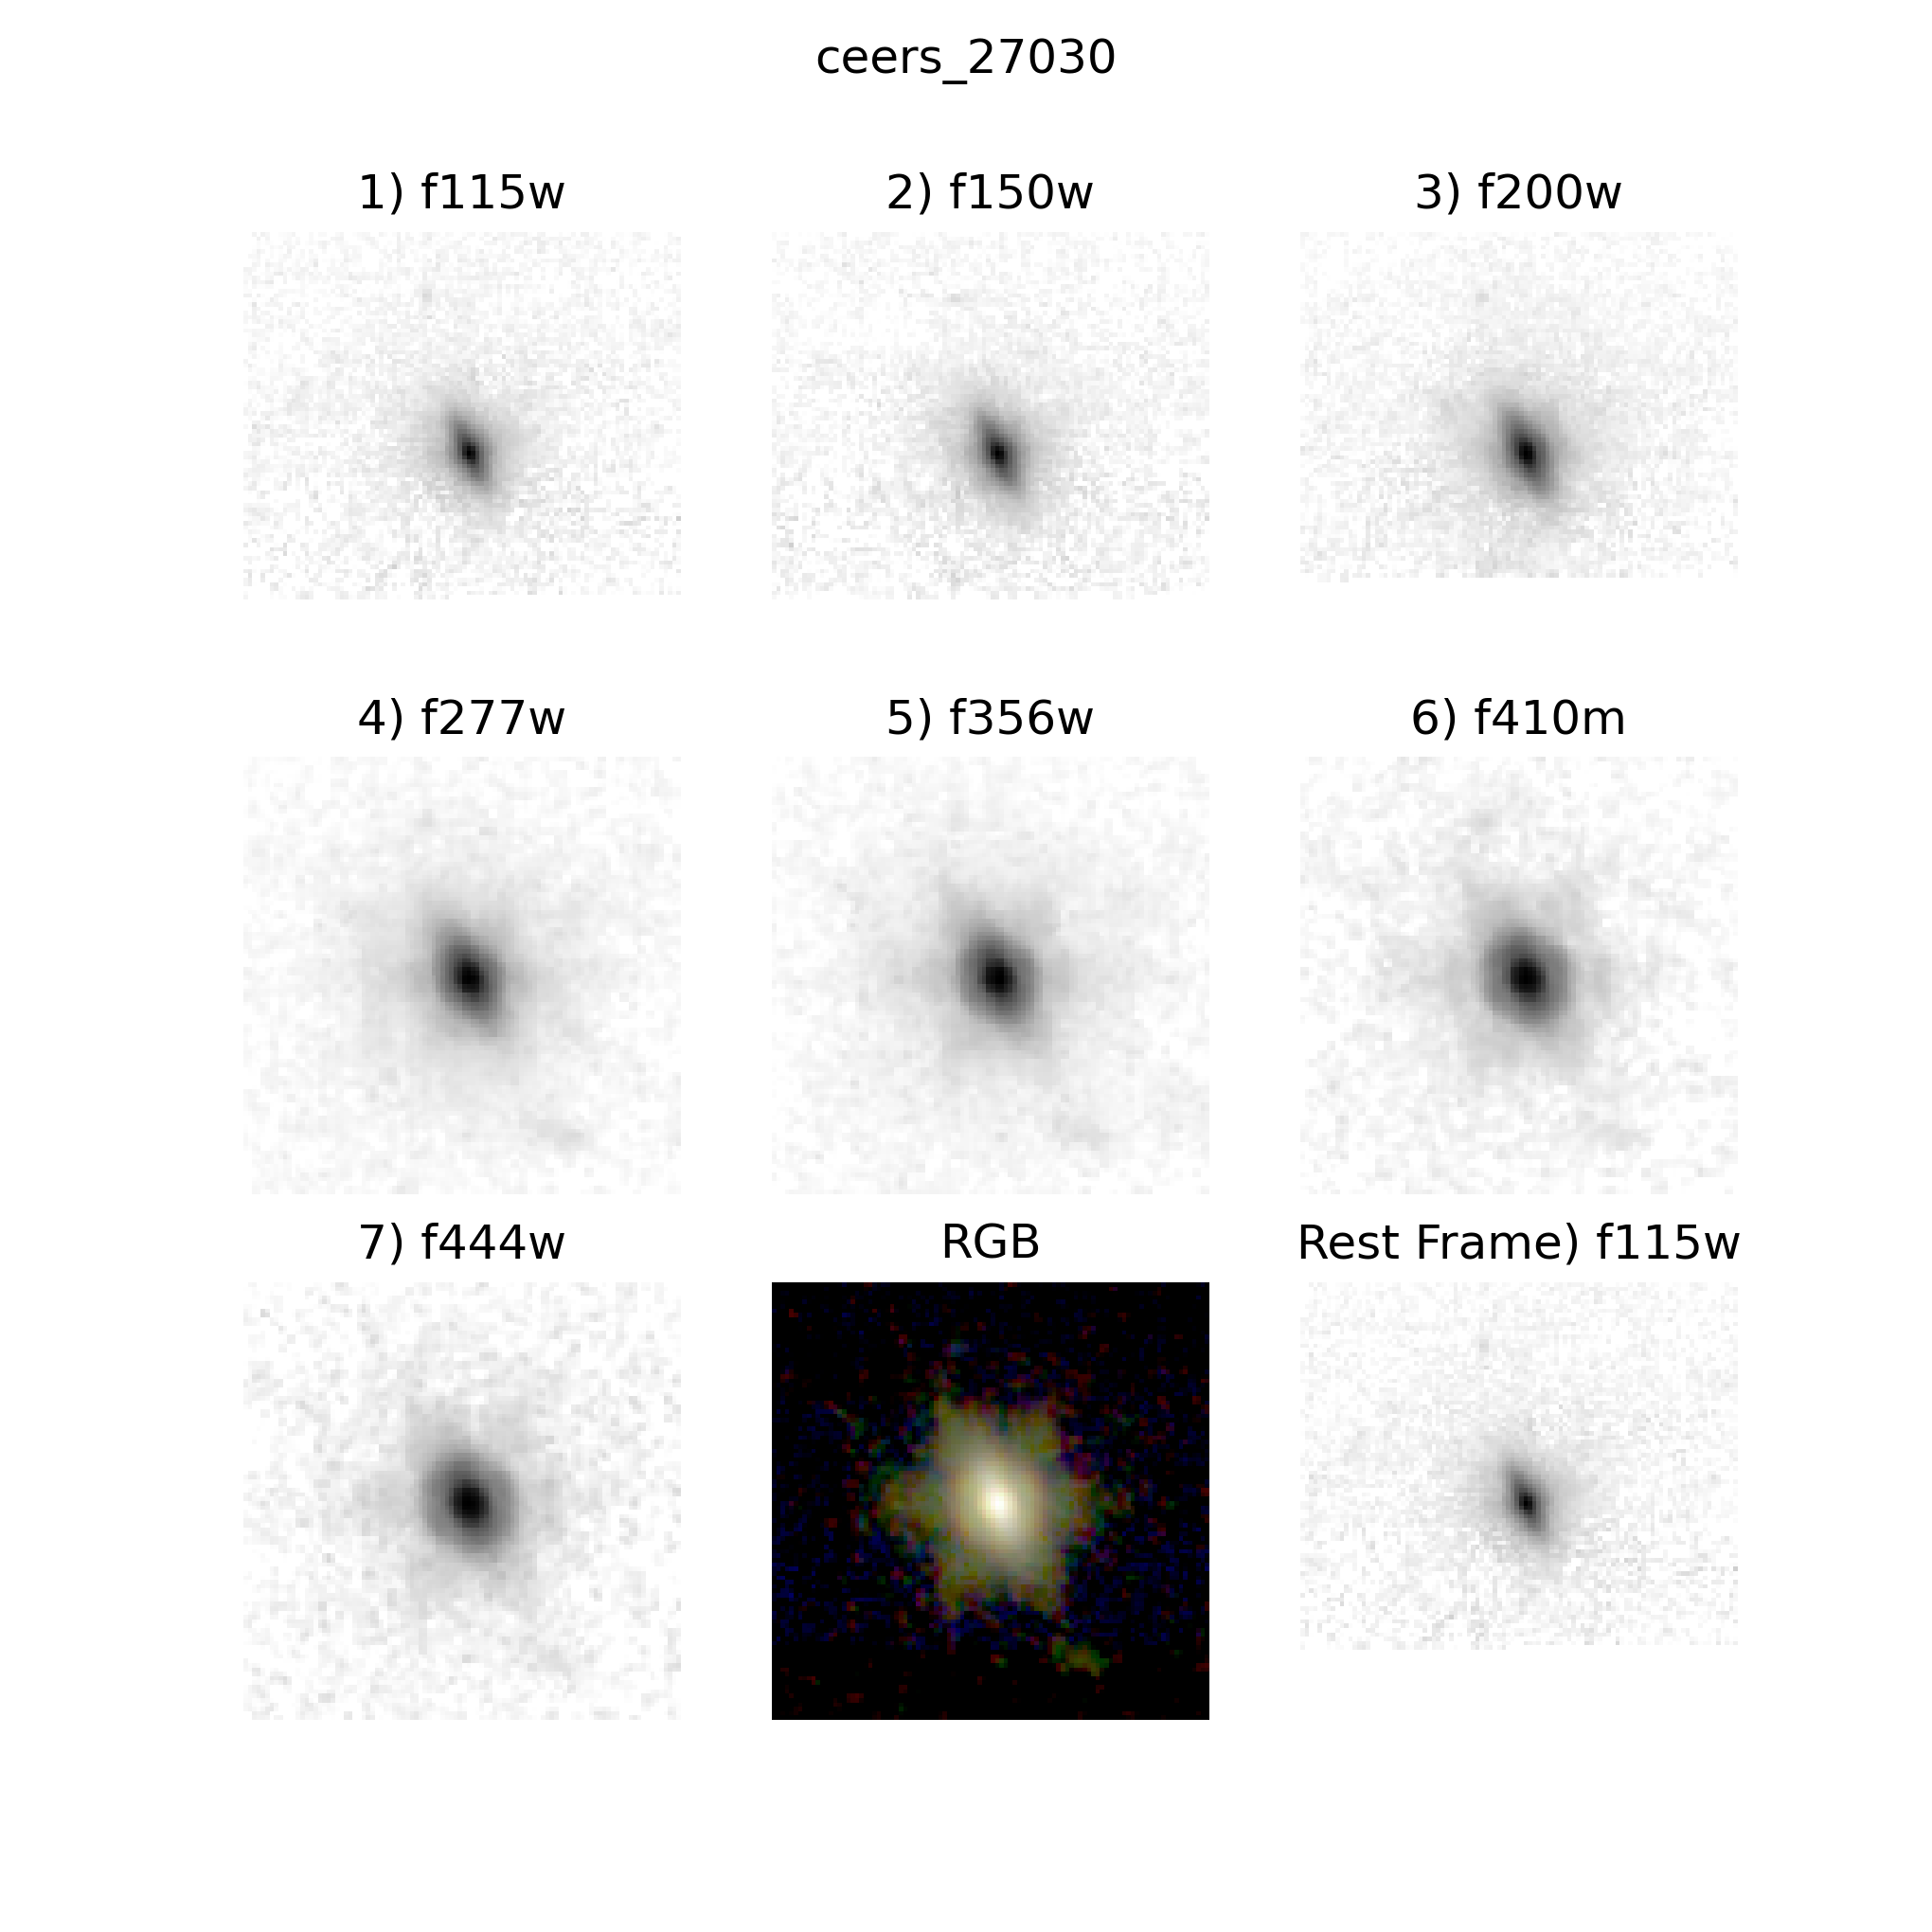 ceers_27030
1) f115w
2) f150w
3) f200w
4) f277w
5) f356w
6) f410m
7) f444w
RGB
Rest Frame) f115w